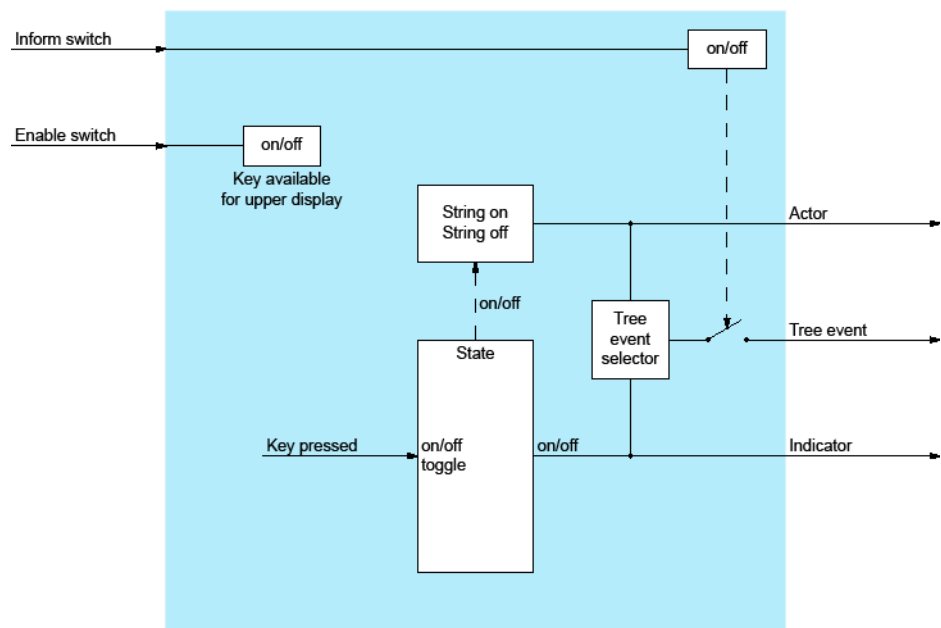 Inform switch
on/off
Enable switch
on/off
Key available
for upper display
String on
String off
Actor
on/off
Tree
event
selector
Tree event
State
Key pressed
on/off
toggle
on/off
Indicator